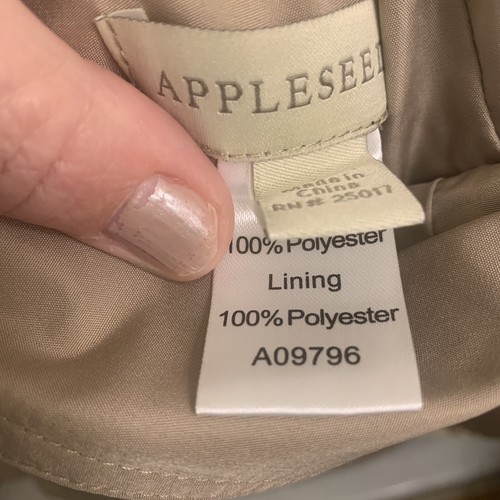 APPLESEED
Made in
China
RN# 25017
100% Polyester
Lining
100% Polyester
A09796